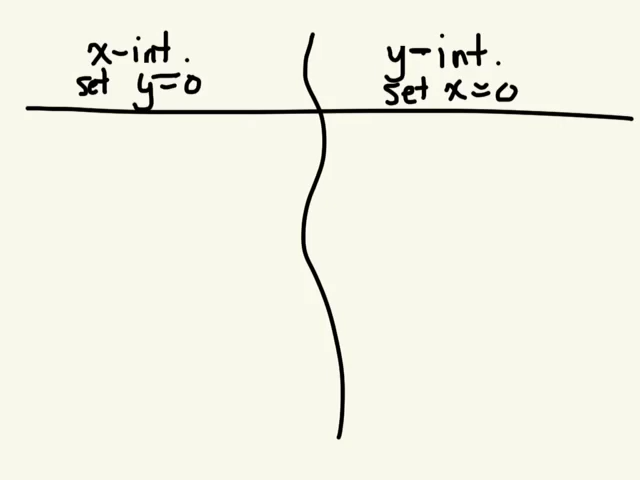 x-int.
set y=0
y-int.
set x=0